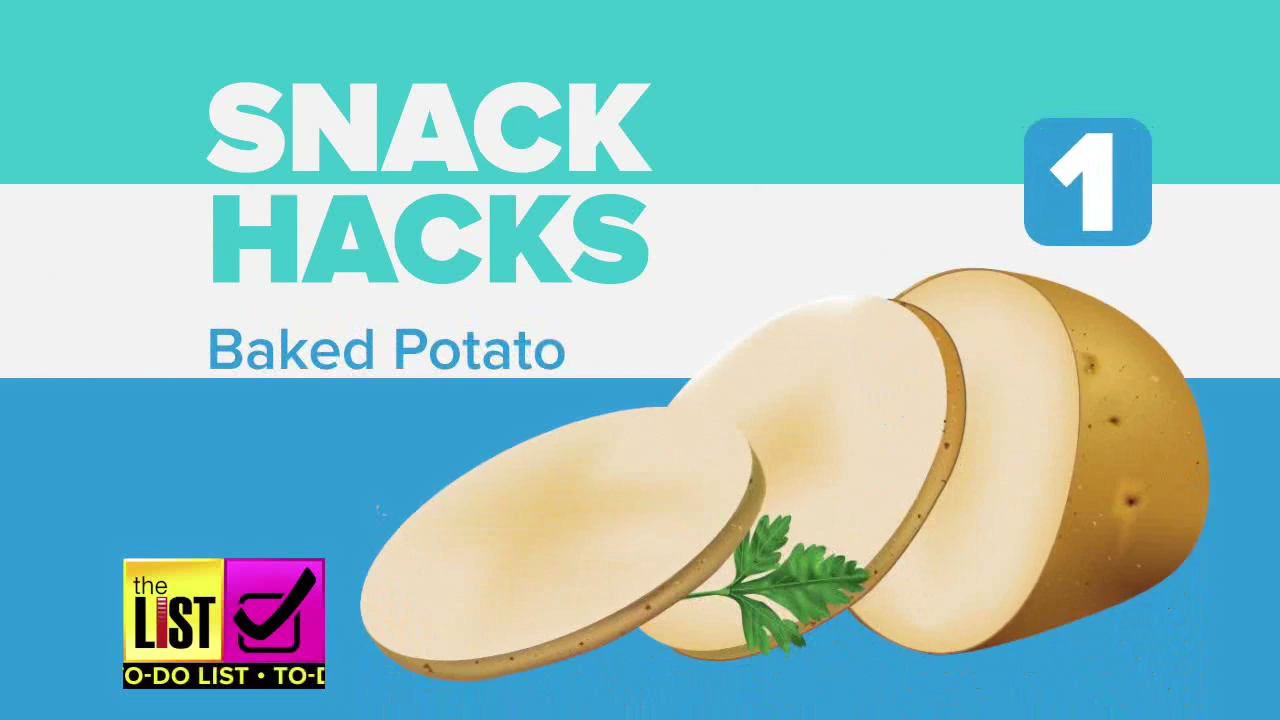 SNACK
HACKS
1
Baked Potato
the
LIST
O-DO LIST • TO-D